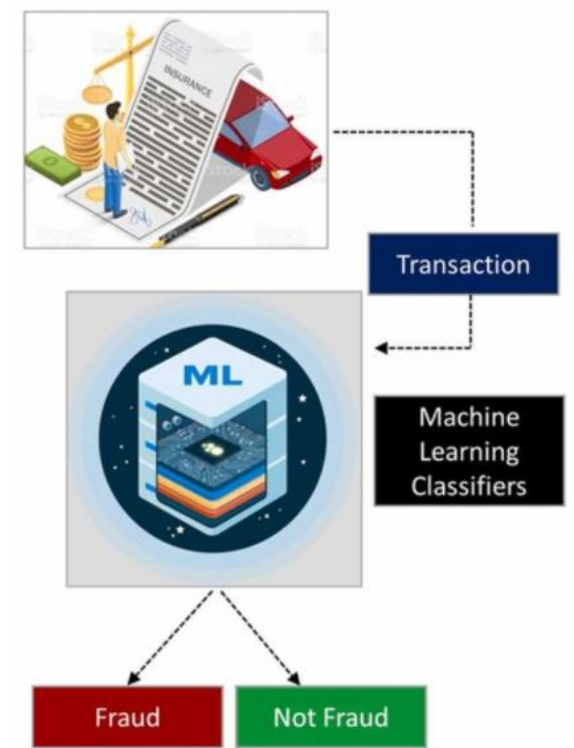 INSURANCE
Transaction
ML
Machine
Learning
Classifiers
Fraud
Not Fraud